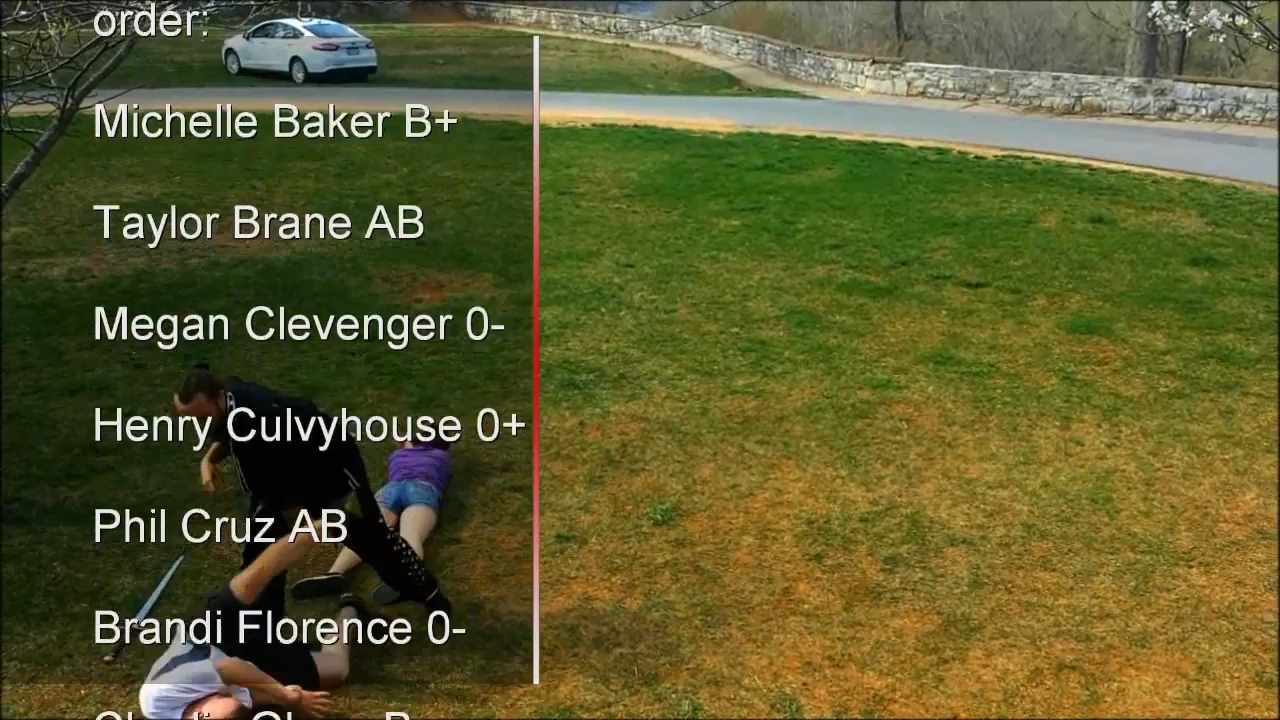 order:
Michelle Baker B+
Taylor Brane AB
Megan Clevenger 0-
Henry Culvyhouse 0+
Phil Cruz AB
Brandi Florence 0-